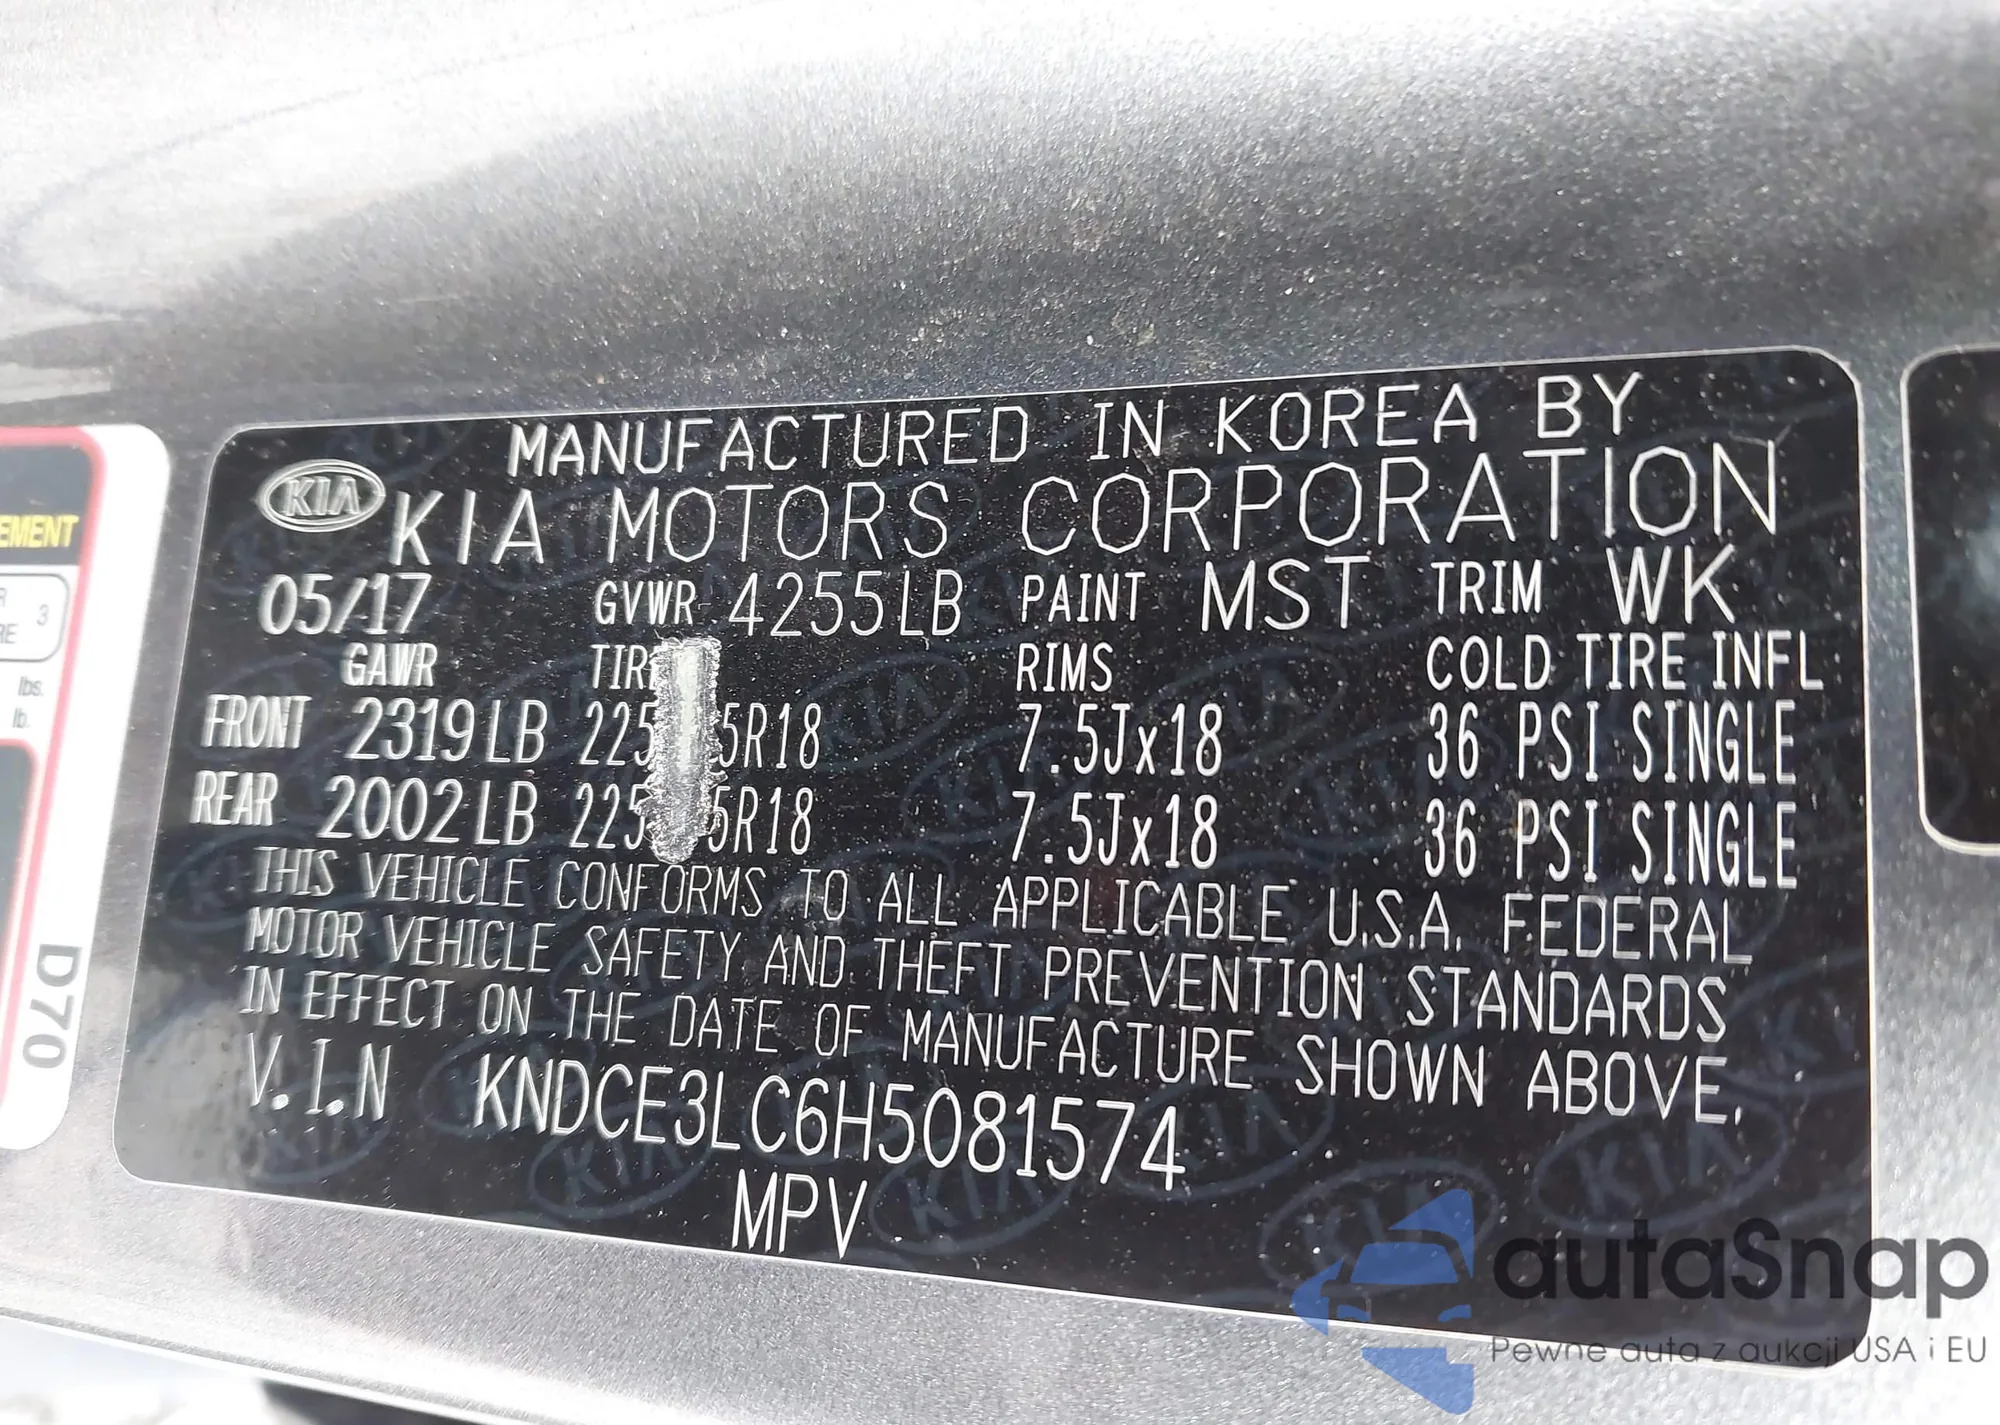 MANUFACTURED IN KOREA BY
KIA KIA MOTORS CORPORATION
05/17 GVWR 4255LB PAINT MST TRIM WK
GAWR RIMS COLD TIRE INFL
FRONT 2319LB 7.5Jx18 36 PSI SINGLE
REAR 2002LB 7.5Jx18 36 PSI SINGLE
THIS VEHICLE CONFORMS TO ALL APPLICABLE U.S.A. FEDERAL
MOTOR VEHICLE SAFETY AND THEFT PREVENTION STANDARDS
IN EFFECT ON THE DATE OF MANUFACTURE SHOWN ABOVE.
V.I.N KNDCE3LC6H5081574
MPV
3
lbs.
lb.
D70
autaSnap
Pewne auta z aukcji USA i EU